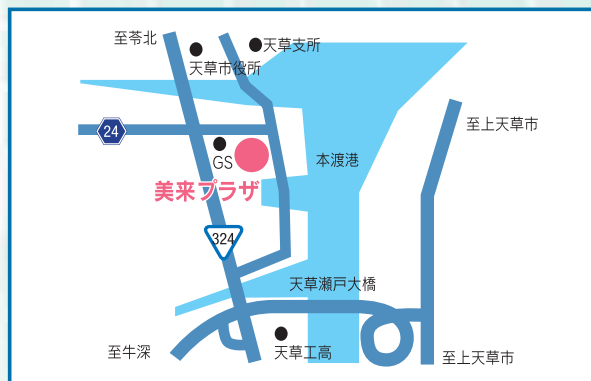 至苓北
天草支所
天草市役所
24
至上天草市
GS
本渡港
美来プラザ
324
天草瀬戸大橋
至牛深
天草工高
至上天草市